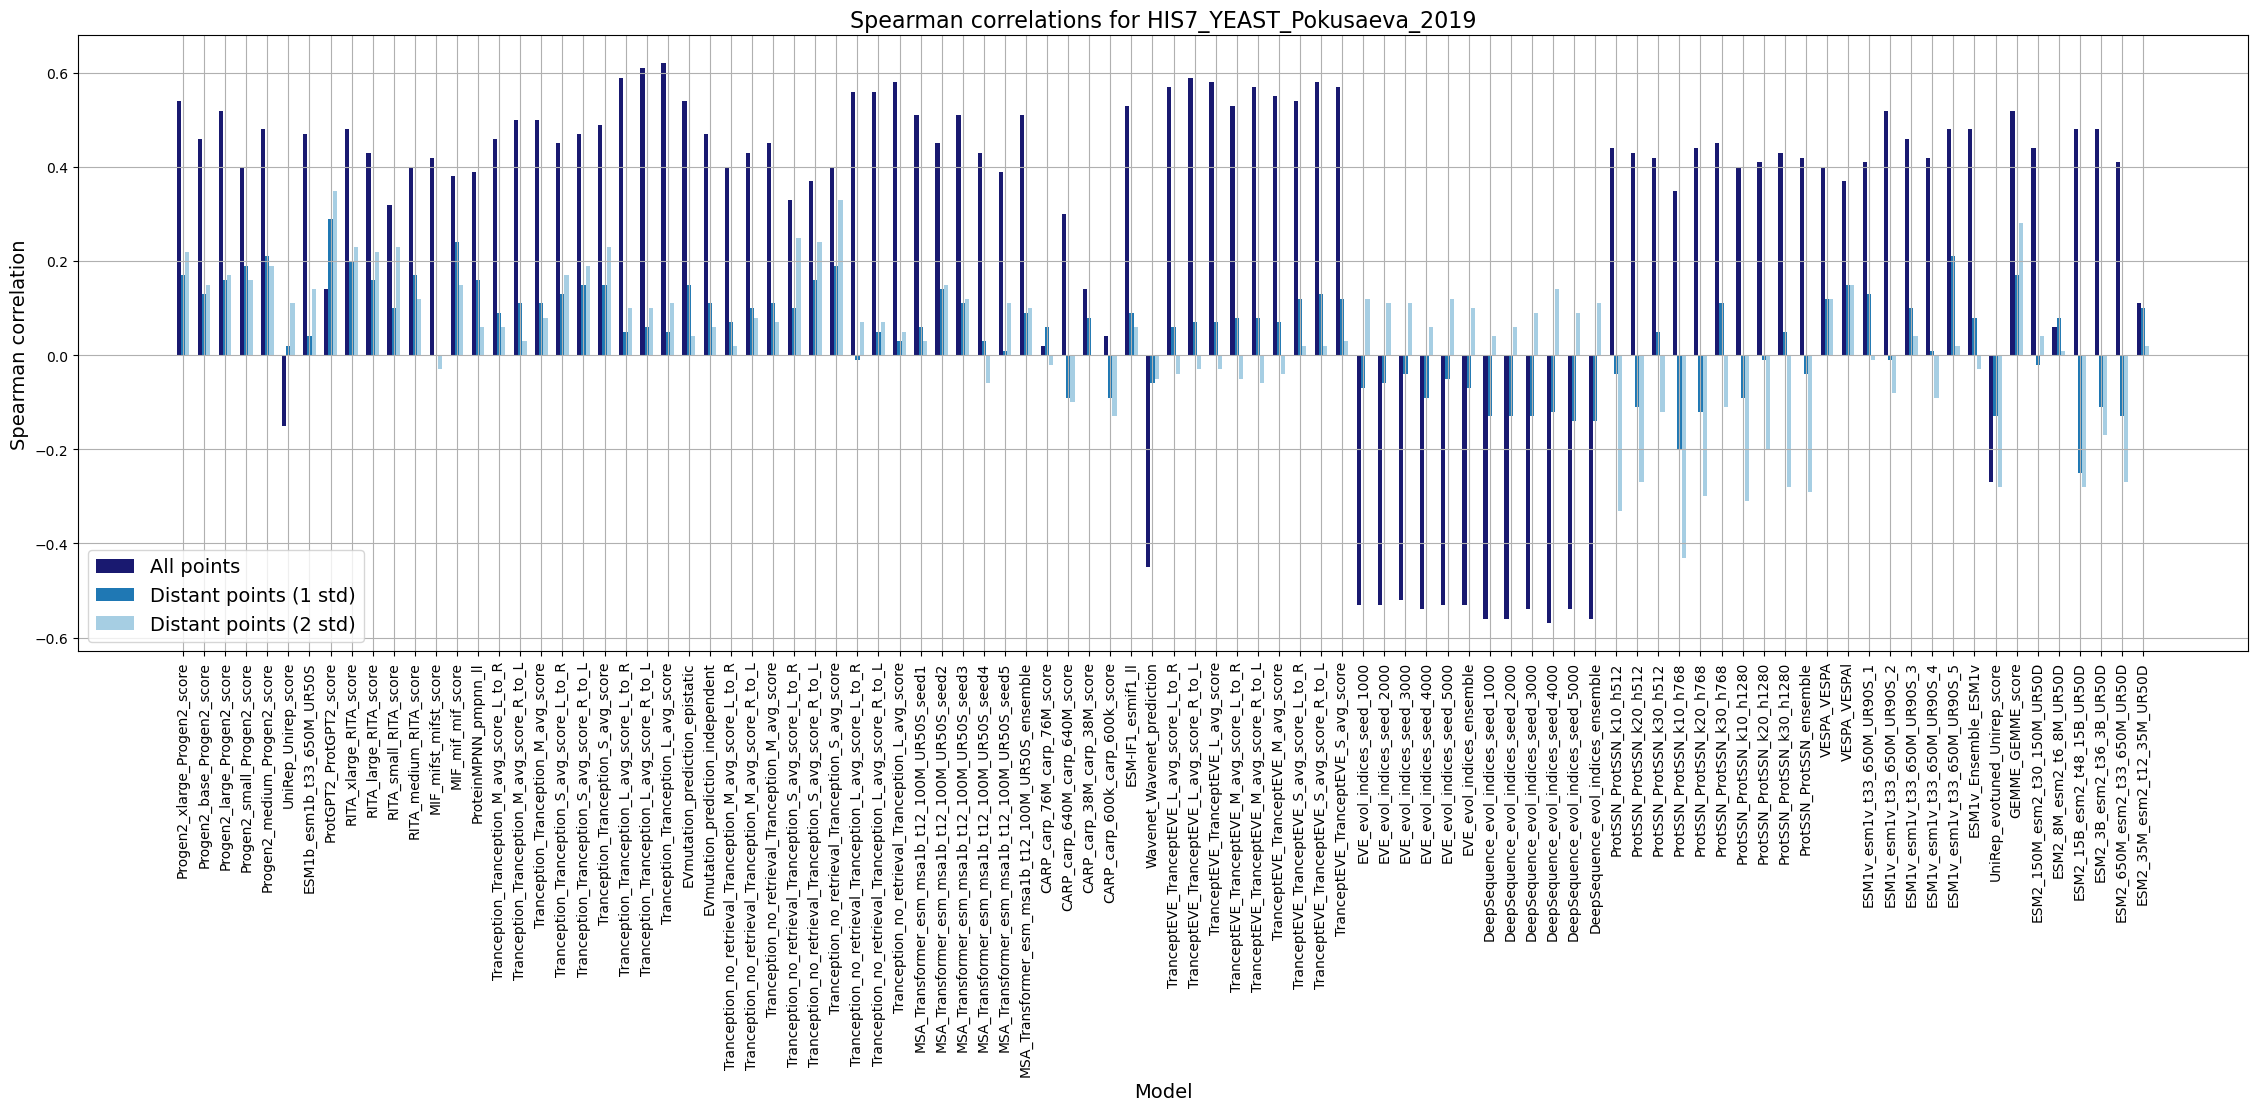 Spearman correlations for HIS7_YEAST_Pokusaeva_2019
Spearman correlation
0.6
0.4
0.2
0.0
−0.2
−0.4
−0.6
All points
Distant points (1 std)
Distant points (2 std)
Progen2_xlarge_Progen2_score
Progen2_base_Progen2_score
Progen2_large_Progen2_score
Progen2_small_Progen2_score
Progen2_medium_Progen2_score
UniRep_Unirep_score
ESM1b_esm1b_t33_650M_UR50S
ProtGPT2_ProtGPT2_score
RITA_xlarge_RITA_score
RITA_large_RITA_score
RITA_small_RITA_score
RITA_medium_RITA_score
MIF_mifst_mifst_score
MIF_mif_mif_score
ProteinMPNN_pmpnn_ll
Tranception_Tranception_M_avg_score_L_to_R
Tranception_Tranception_M_avg_score_R_to_L
Tranception_Tranception_M_avg_score
Tranception_Tranception_S_avg_score_L_to_R
Tranception_Tranception_S_avg_score_R_to_L
Tranception_Tranception_S_avg_score
Tranception_Tranception_L_avg_score_L_to_R
Tranception_Tranception_L_avg_score_R_to_L
Tranception_Tranception_L_avg_score
EVmutation_prediction_epistatic
EVmutation_prediction_independent
Tranception_no_retrieval_Tranception_M_avg_score_L_to_R
Tranception_no_retrieval_Tranception_M_avg_score_R_to_L
Tranception_no_retrieval_Tranception_M_avg_score
Tranception_no_retrieval_Tranception_S_avg_score_L_to_R
Tranception_no_retrieval_Tranception_S_avg_score_R_to_L
Tranception_no_retrieval_Tranception_S_avg_score
Tranception_no_retrieval_Tranception_L_avg_score_L_to_R
Tranception_no_retrieval_Tranception_L_avg_score_R_to_L
Tranception_no_retrieval_Tranception_L_avg_score
MSA_Transformer_esm_msa1b_t12_100M_UR50S_seed1
MSA_Transformer_esm_msa1b_t12_100M_UR50S_seed2
MSA_Transformer_esm_msa1b_t12_100M_UR50S_seed3
MSA_Transformer_esm_msa1b_t12_100M_UR50S_seed4
MSA_Transformer_esm_msa1b_t12_100M_UR50S_seed5
MSA_Transformer_esm_msa1b_t12_100M_UR50S_ensemble
CARP_carp_76M_carp_76M_score
CARP_carp_640M_carp_640M_score
CARP_carp_38M_carp_38M_score
CARP_carp_600k_carp_600k_score
ESM-IF1_esmif1_ll
Wavenet_Wavenet_prediction
TranceptEVE_TranceptEVE_L_avg_score_L_to_R
TranceptEVE_TranceptEVE_L_avg_score_R_to_L
TranceptEVE_TranceptEVE_L_avg_score
TranceptEVE_TranceptEVE_M_avg_score_L_to_R
TranceptEVE_TranceptEVE_M_avg_score_R_to_L
TranceptEVE_TranceptEVE_M_avg_score
TranceptEVE_TranceptEVE_S_avg_score_L_to_R
TranceptEVE_TranceptEVE_S_avg_score_R_to_L
TranceptEVE_TranceptEVE_S_avg_score
EVE_evol_indices_seed_1000
EVE_evol_indices_seed_2000
EVE_evol_indices_seed_3000
EVE_evol_indices_seed_4000
EVE_evol_indices_seed_5000
EVE_evol_indices_ensemble
DeepSequence_evol_indices_seed_1000
DeepSequence_evol_indices_seed_2000
DeepSequence_evol_indices_seed_3000
DeepSequence_evol_indices_seed_4000
DeepSequence_evol_indices_seed_5000
DeepSequence_evol_indices_ensemble
ProtSSN_ProtSSN_k10_h512
ProtSSN_ProtSSN_k20_h512
ProtSSN_ProtSSN_k30_h512
ProtSSN_ProtSSN_k10_h768
ProtSSN_ProtSSN_k20_h768
ProtSSN_ProtSSN_k30_h768
ProtSSN_ProtSSN_k10_h1280
ProtSSN_ProtSSN_k20_h1280
ProtSSN_ProtSSN_k30_h1280
ProtSSN_ProtSSN_ensemble
VESPA_VESPA
VESPA_VESPAl
ESM1v_esm1v_t33_650M_UR90S_1
ESM1v_esm1v_t33_650M_UR90S_2
ESM1v_esm1v_t33_650M_UR90S_3
ESM1v_esm1v_t33_650M_UR90S_4
ESM1v_esm1v_t33_650M_UR90S_5
ESM1v_Ensemble_ESM1v
UniRep_evotuned_Unirep_score
GEMME_GEMME_score
ESM2_150M_esm2_t30_150M_UR50D
ESM2_8M_esm2_t6_8M_UR50D
ESM2_15B_esm2_t48_15B_UR50D
ESM2_3B_esm2_t36_3B_UR50D
ESM2_650M_esm2_t33_650M_UR50D
ESM2_35M_esm2_t12_35M_UR50D
Model